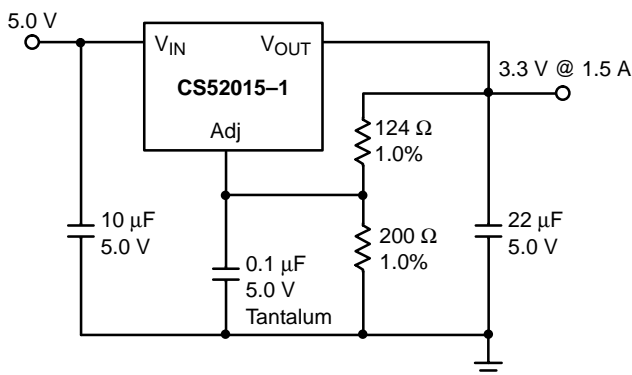 5.0 V
VIN
VOUT
CS52015–1
Adj
3.3 V @ 1.5 A
124 Ω
1.0%
10 μF
5.0 V
0.1 μF
5.0 V
Tantalum
200 Ω
1.0%
22 μF
5.0 V